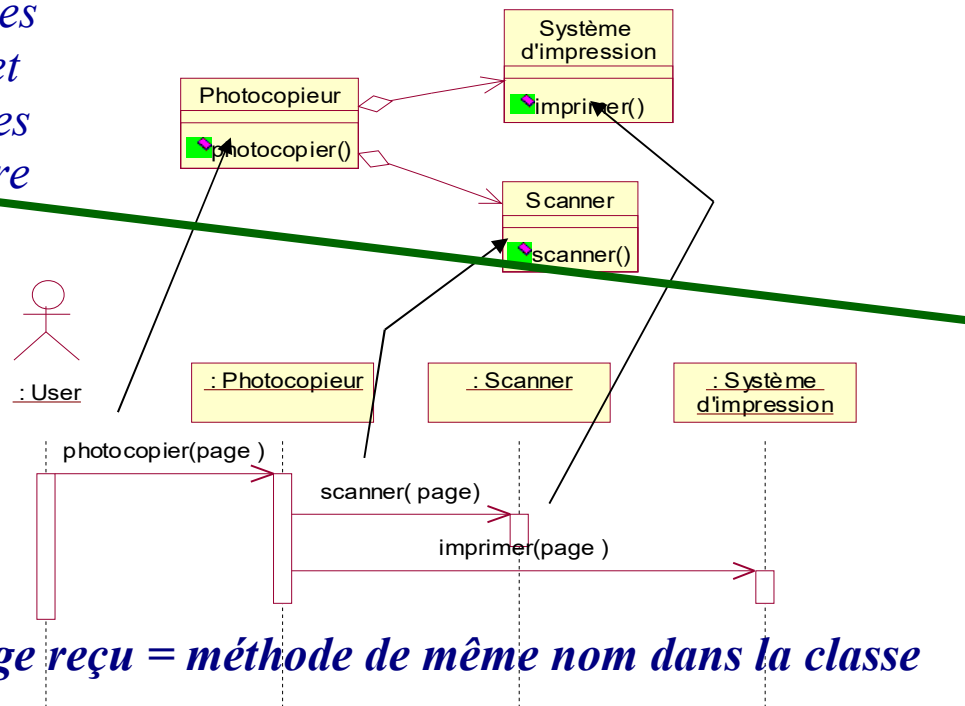 es
et
es
re
Système
d'impression
imprimer()
Photocopieur
photocopier()
Scanner
scanner()
: User
: Photocopieur
: Scanner
: Système
d'impression
photocopier(page )
scanner( page)
imprimer(page )
ge reçu = méthode de même nom dans la classe